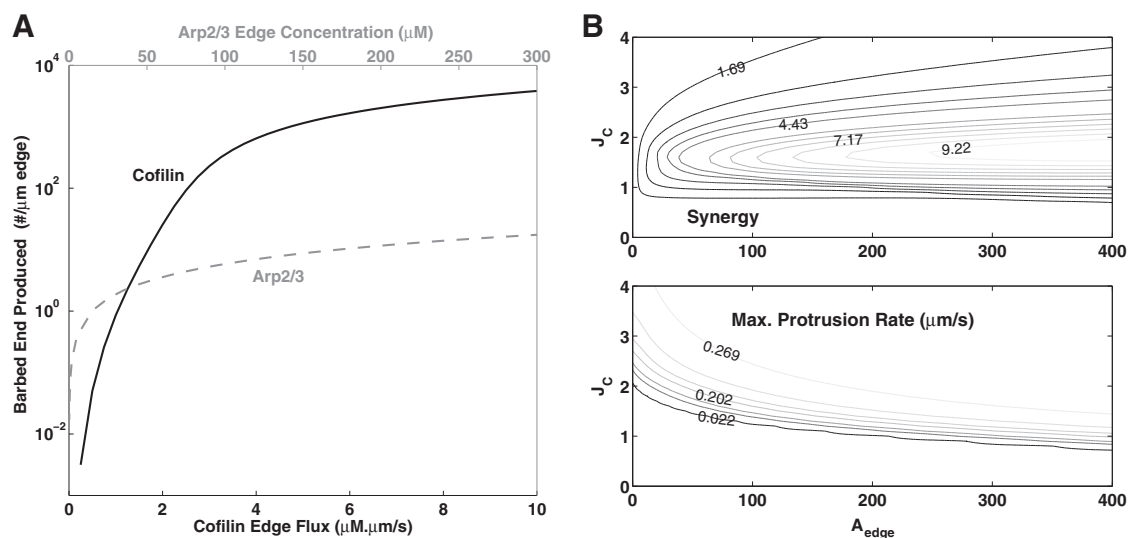 A
Arp2/3 Edge Concentration (μM)
0 50 100 150 200 250 300
Barbed End Produced (#/μm edge)
10^4
10^2
10^0
10^−2
Cofilin
Arp2/3
0 2 4 6 8 10
Cofilin Edge Flux (μM.μm/s)
B
J_C
4
3
2
1
0
1.69
4.43
7.17
9.22
Synergy
0 100 200 300 400
J_C
4
3
2
1
0
Max. Protrusion Rate (μm/s)
0.269
0.202
0.022
0 100 200 300 400
A_edge